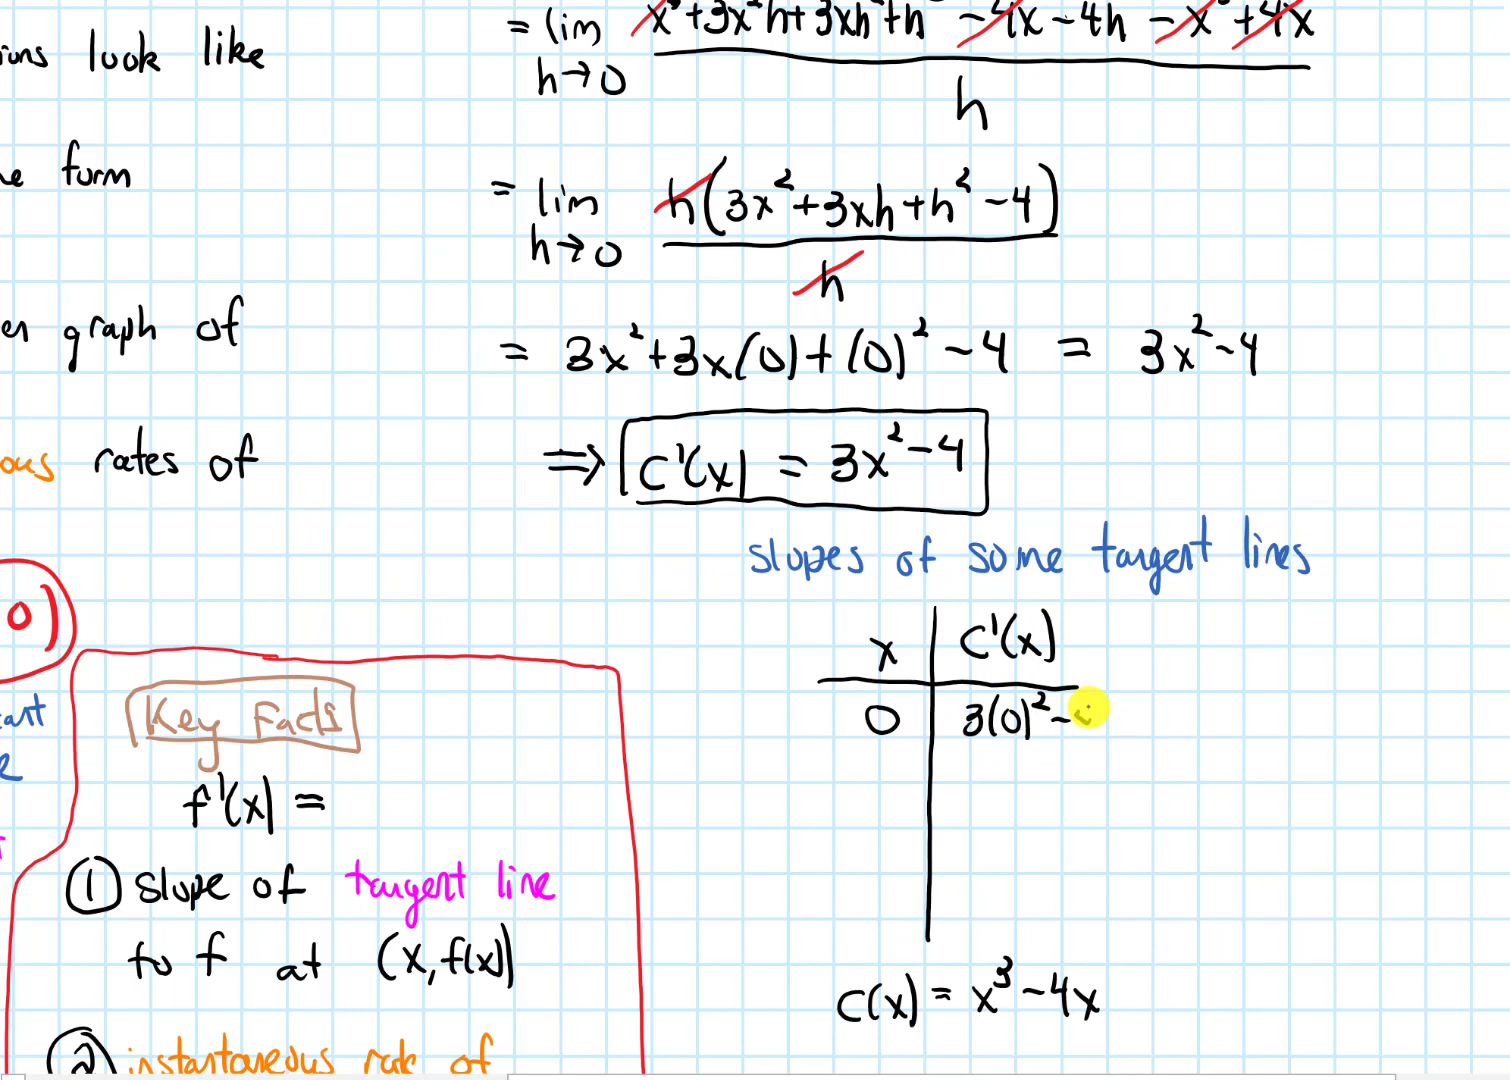 look like
= lim h→0 x³+3x²h+3xh²+h³-4x-4h-x³+4x / h
form
= lim h→0 h(3x²+3xh+h²-4) / h
graph of
= 3x²+3x(0)+(0)²-4 = 3x²-4
rates of
⇒ C'(x) = 3x²-4
slopes of some tangent lines
0)
x | C'(x)
0 | 3(0)²-
Key Facts
f'(x) =
① slope of tangent line
to f at (x, f(x))
C(x) = x³-4x
② instantaneous rate of